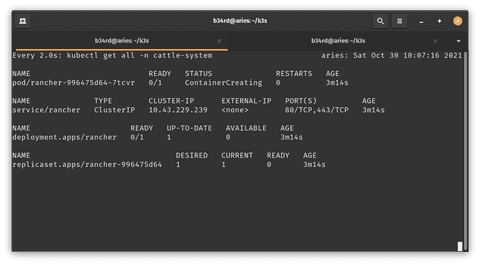 b34rd@aries: ~/k3s
b34rd@aries: ~/k3s b34rd@aries: ~/k3s
Every 2.0s: kubectl get all -n cattle-system aries: Sat Oct 30 10:07:16 2021
NAME READY STATUS RESTARTS AGE
pod/rancher-996475d64-7tcvr 0/1 ContainerCreating 0 3m14s
NAME TYPE CLUSTER-IP EXTERNAL-IP PORT(S) AGE
service/rancher ClusterIP 10.43.229.239 <none> 80/TCP,443/TCP 3m14s
NAME READY UP-TO-DATE AVAILABLE AGE
deployment.apps/rancher 0/1 1 0 3m14s
NAME DESIRED CURRENT READY AGE
replicaset.apps/rancher-996475d64 1 1 0 3m14s